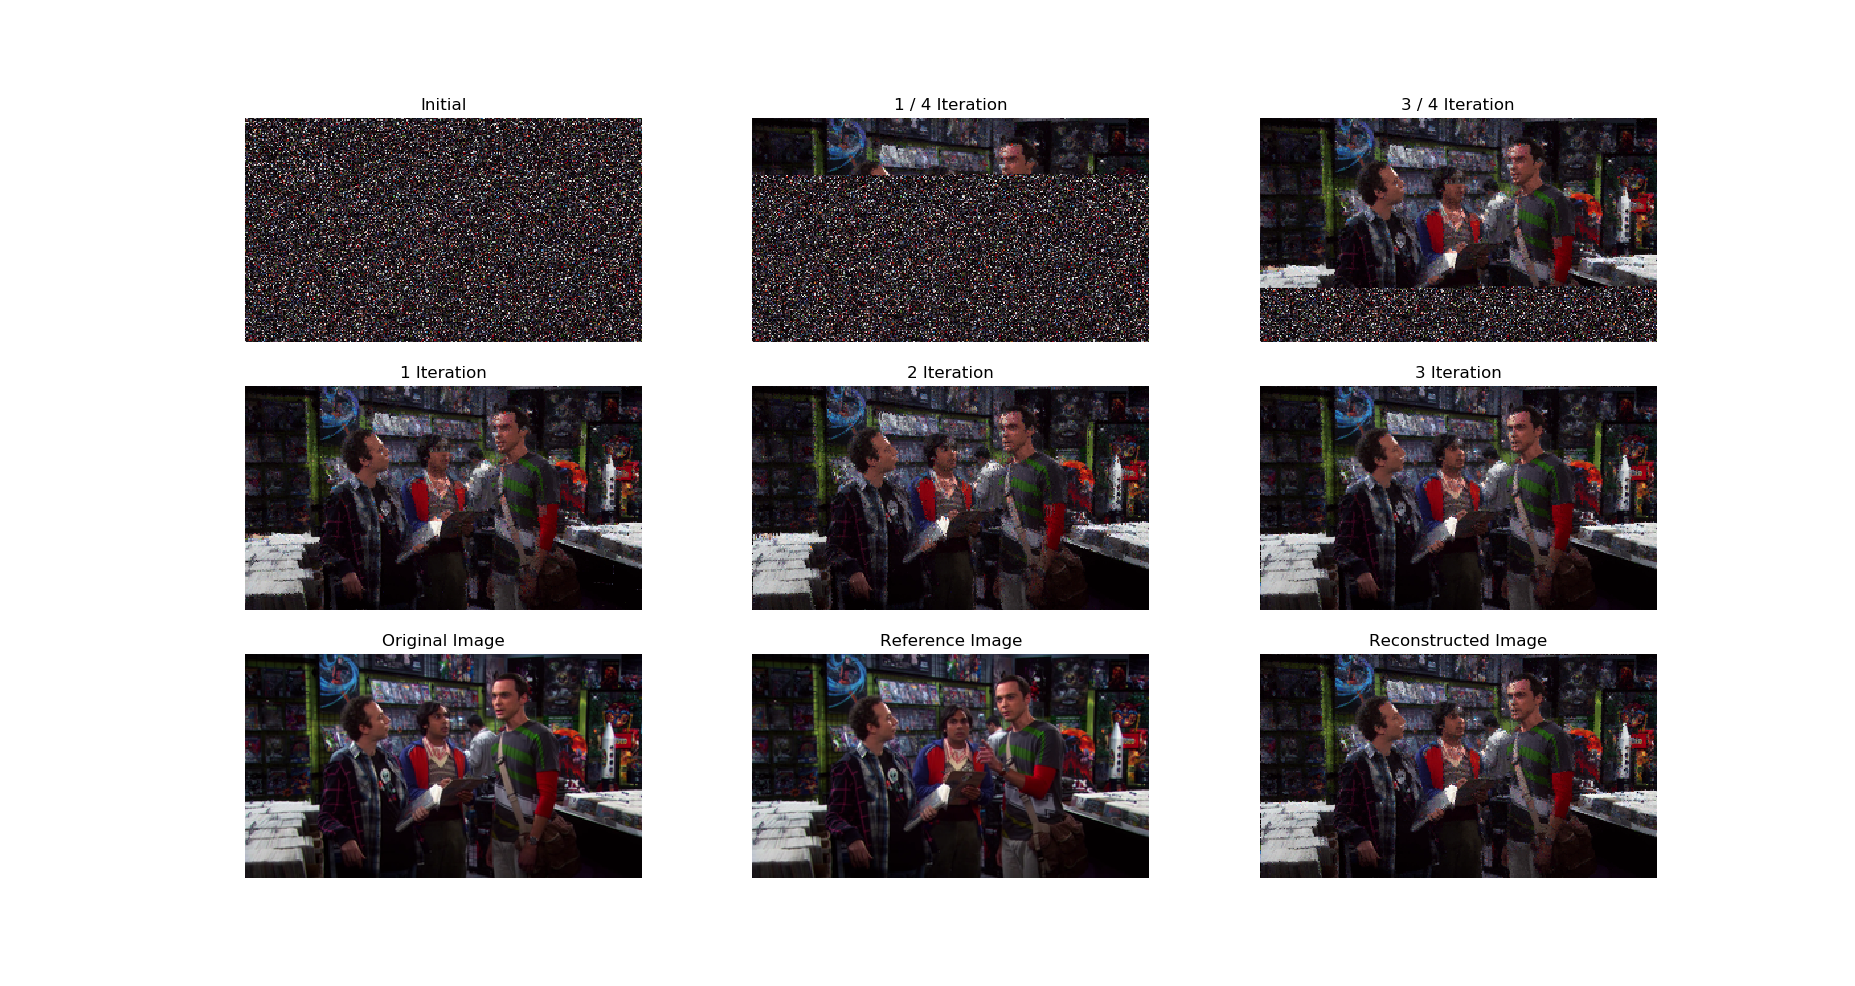 Initial
1 / 4 Iteration
3 / 4 Iteration
1 Iteration
2 Iteration
3 Iteration
Original Image
Reference Image
Reconstructed Image